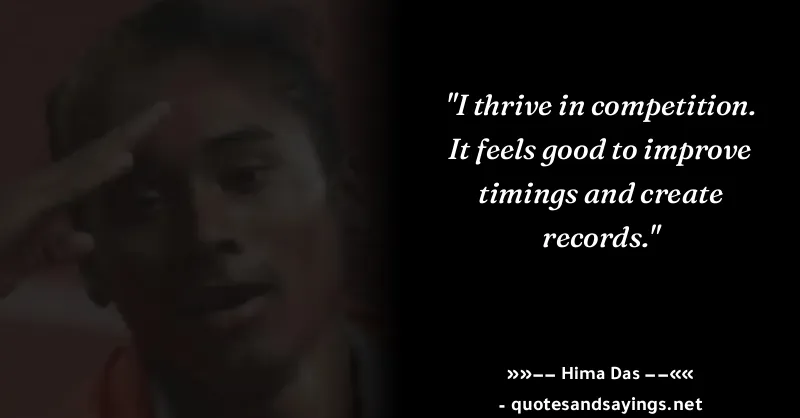 "I thrive in competition.
It feels good to improve
timings and create
records."
»»−− Hima Das −−««
- quotesandsayings.net